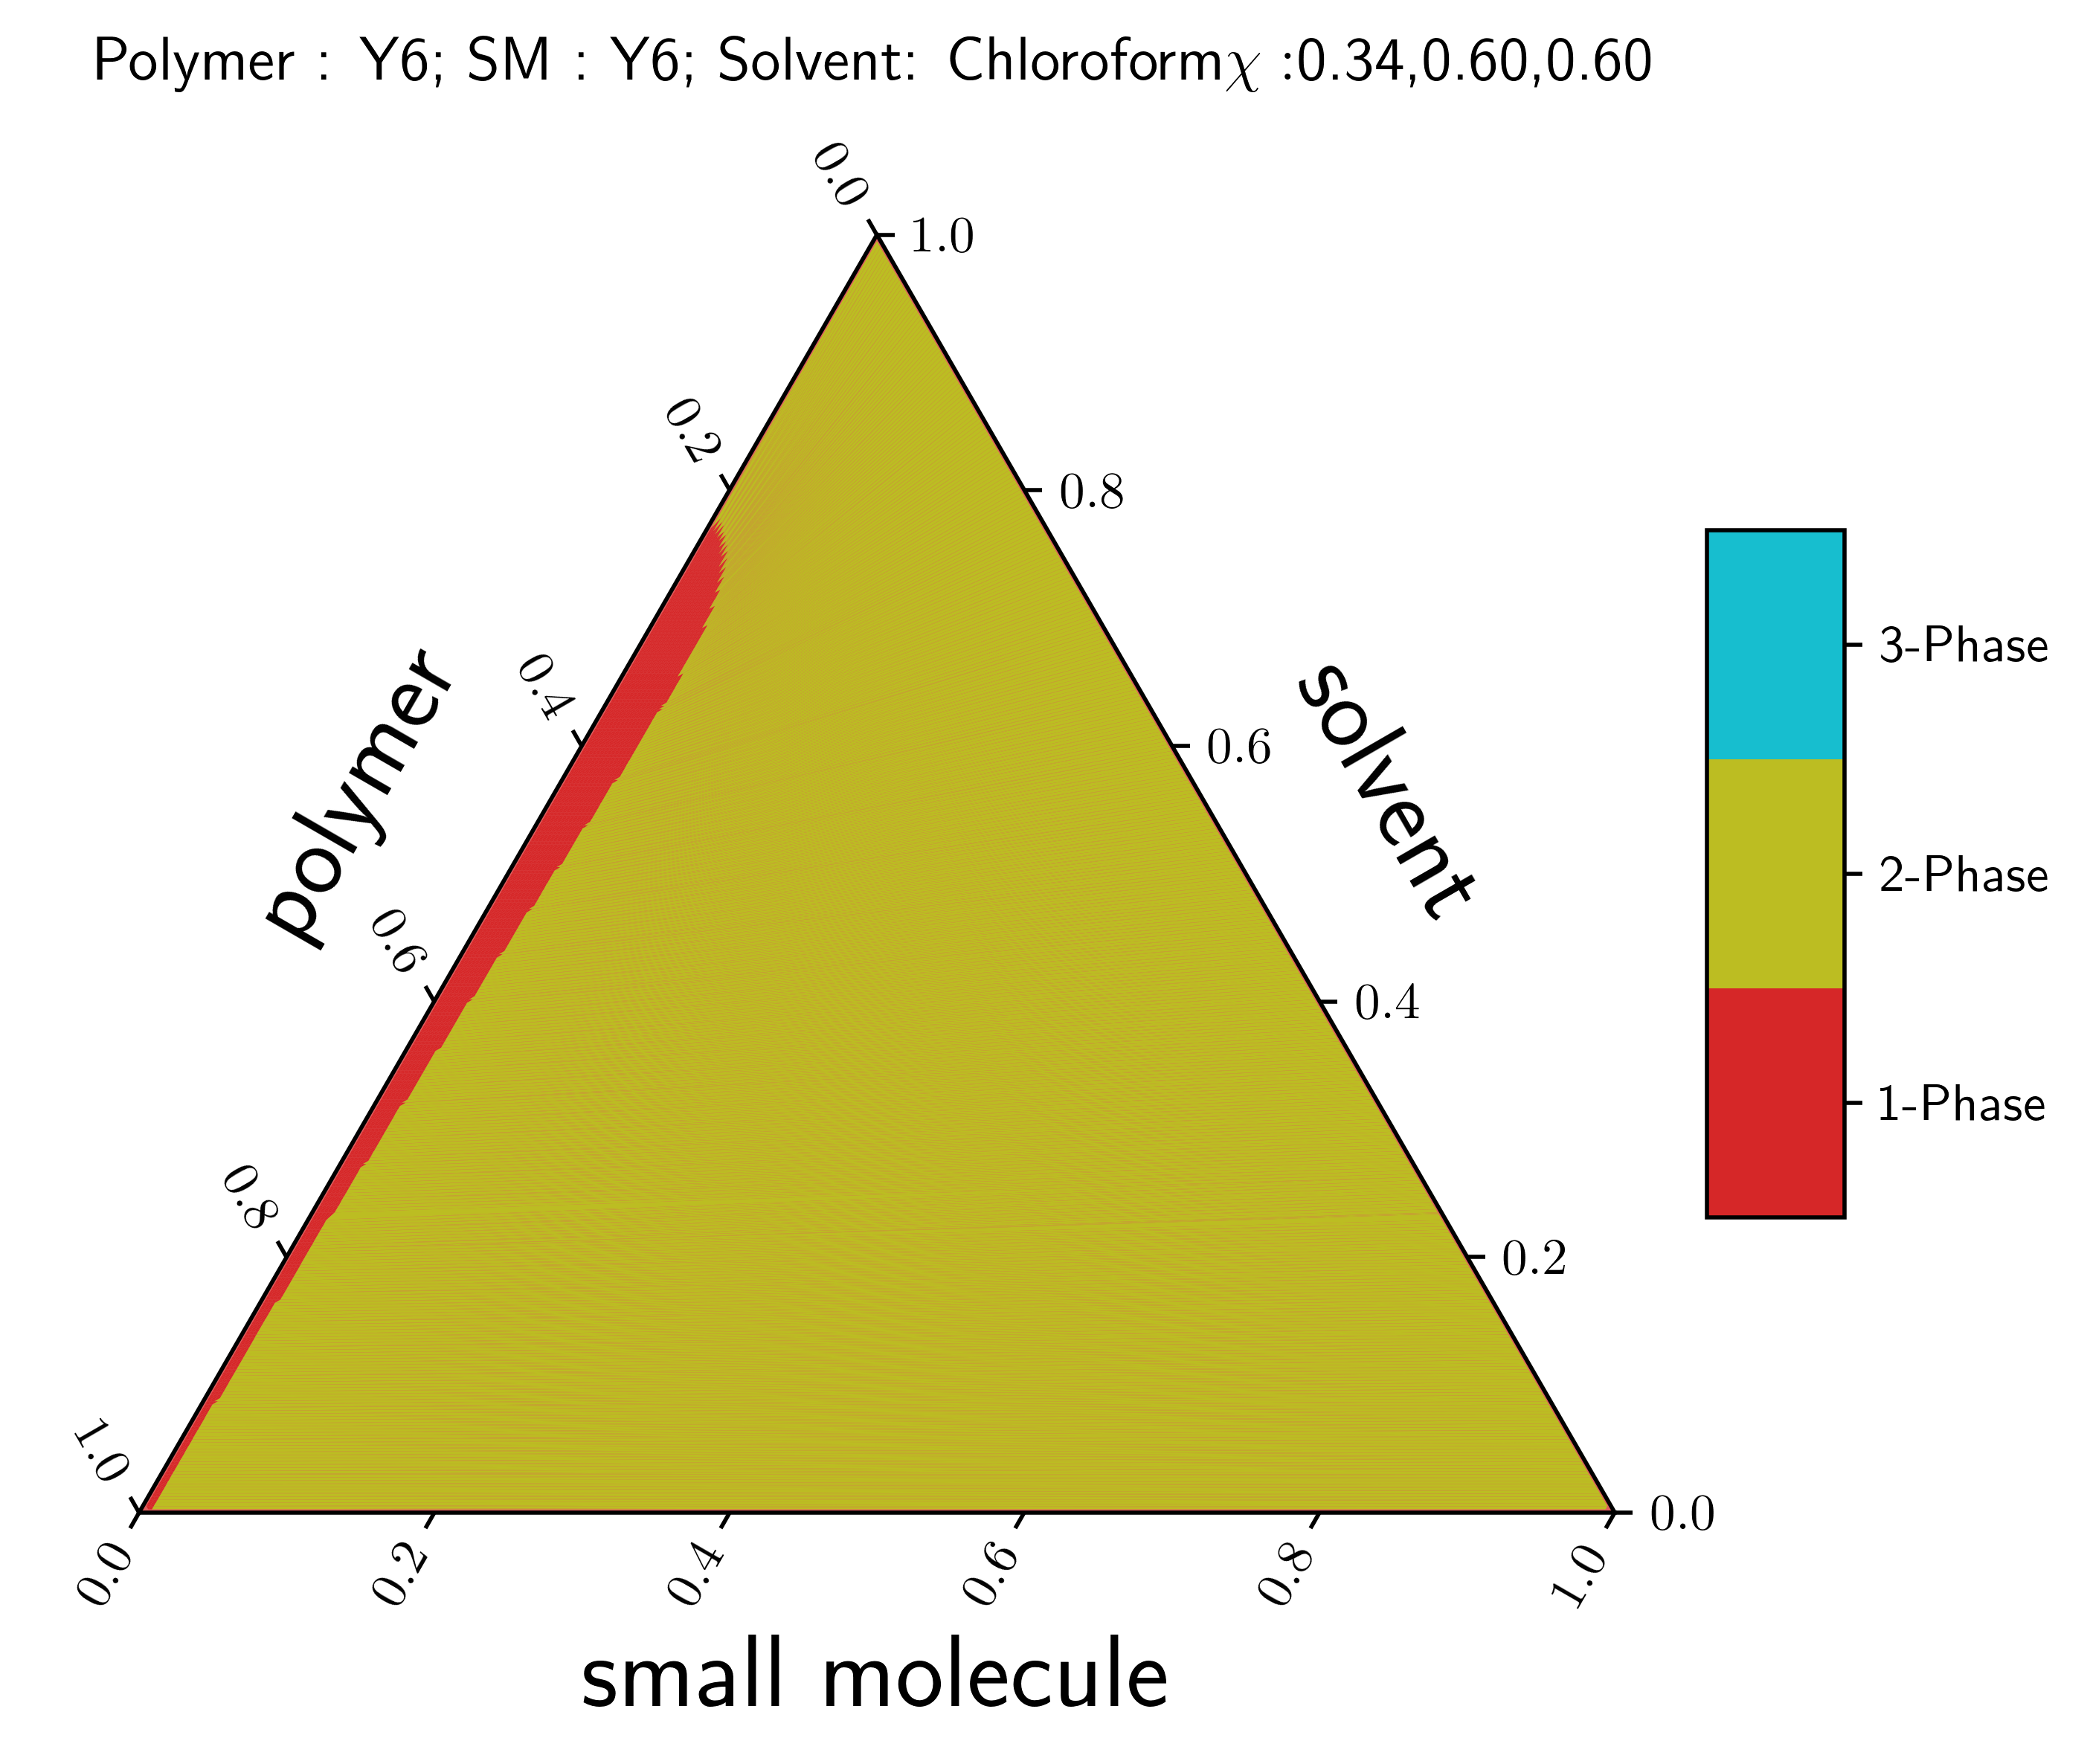 Polymer : Y6; SM : Y6; Solvent: Chloroformχ :0.34,0.60,0.60
0.0
1.0
0.2
0.8
0.4
0.6
0.6
0.4
0.8
0.2
1.0
0.0
polymer
solvent
3-Phase
2-Phase
1-Phase
0.0
0.2
0.4
0.6
0.8
1.0
small molecule